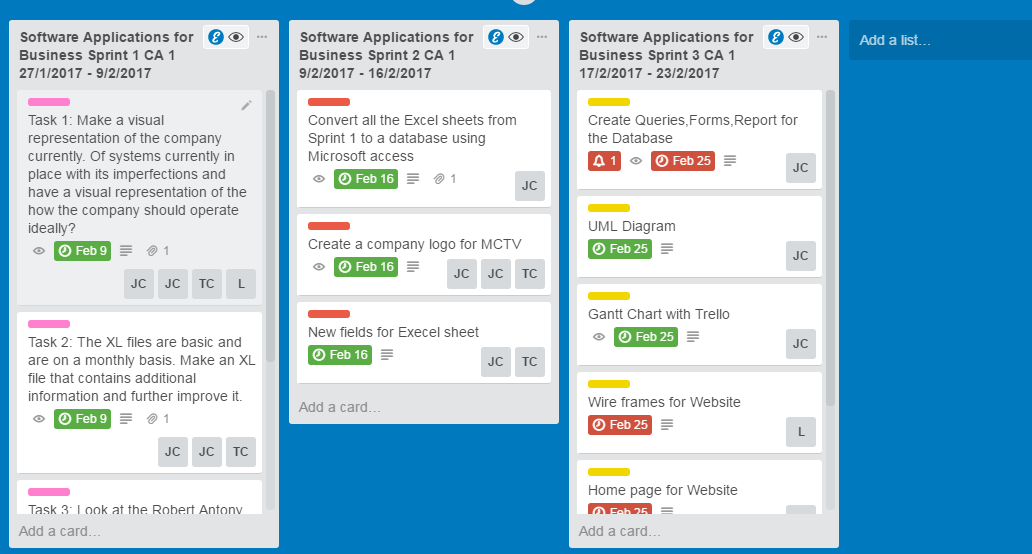 Software Applications for
Business Sprint 1 CA 1
27/1/2017 - 9/2/2017
Task 1: Make a visual
representation of the company
currently. Of systems currently in
place with its imperfections and
have a visual representation of the
how the company should operate
ideally?
Feb 9 1
JC JC TC L
Task 2: The XL files are basic and
are on a monthly basis. Make an XL
file that contains additional
information and further improve it.
Feb 9 1
JC JC TC
Task 3: Look at the Robert Antony
Add a card...
Software Applications for
Business Sprint 2 CA 1
9/2/2017 - 16/2/2017
Convert all the Excel sheets from
Sprint 1 to a database using
Microsoft access
Feb 16 1
JC
Create a company logo for MCTV
Feb 16
JC JC TC
New fields for Execel sheet
Feb 16
JC TC
Add a card...
Software Applications for
Business Sprint 3 CA 1
17/2/2017 - 23/2/2017
Create Queries,Forms,Report for
the Database
1 Feb 25
JC
UML Diagram
Feb 25
JC
Gantt Chart with Trello
Feb 25
JC
Wire frames for Website
Feb 25
L
Home page for Website
Feb 25
Add a card...
Add a list...